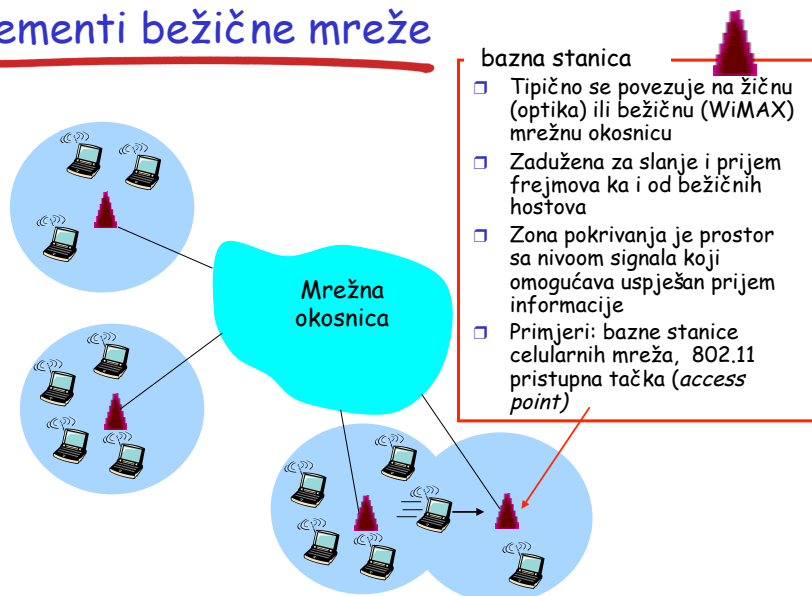 ementi bežične mreže
bazna stanica
Tipično se povezuje na žičnu
(optika) ili bežičnu (WiMAX)
mrežnu okosnicu
Zadužena za slanje i prijem
frejmova ka i od bežičnih
hostova
Zona pokrivanja je prostor
sa nivoom signala koji
omogućava uspješan prijem
informacije
Primjeri: bazne stanice
celularnih mreža, 802.11
pristupna tačka (access
point)
Mrežna
okosnica